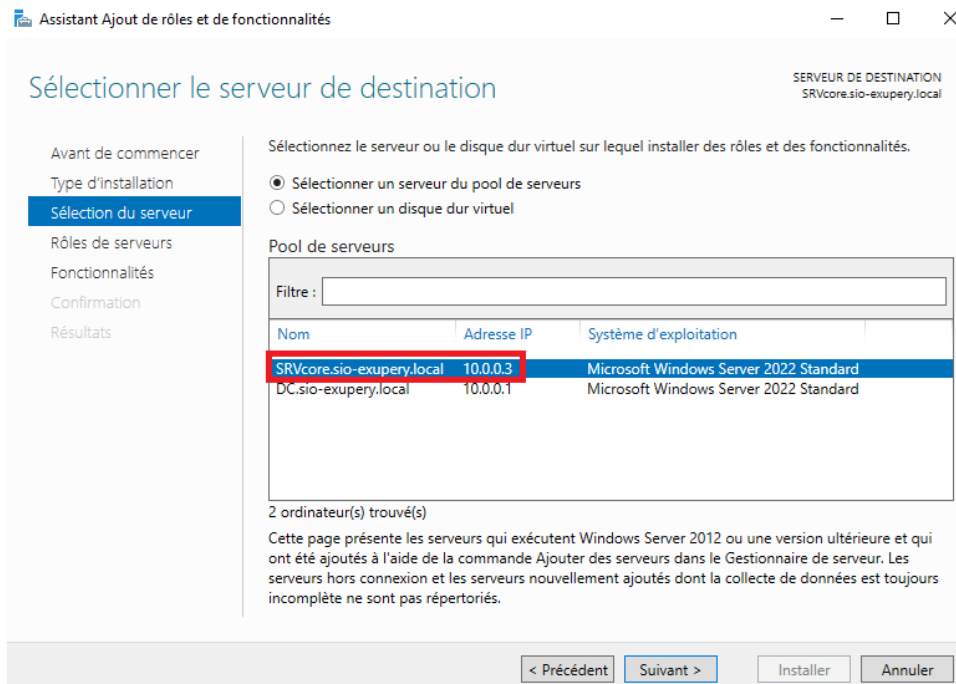 Assistant Ajout de rôles et de fonctionnalités
Sélectionner le serveur de destination
SERVEUR DE DESTINATION
SRVcore.sio-exupery.local
Avant de commencer
Type d'installation
Sélection du serveur
Rôles de serveurs
Fonctionnalités
Confirmation
Résultats
Sélectionnez le serveur ou le disque dur virtuel sur lequel installer des rôles et des fonctionnalités.
Sélectionner un serveur du pool de serveurs
Sélectionner un disque dur virtuel
Pool de serveurs
Filtre :
Nom Adresse IP Système d'exploitation
SRVcore.sio-exupery.local 10.0.0.3 Microsoft Windows Server 2022 Standard
DC.sio-exupery.local 10.0.0.1 Microsoft Windows Server 2022 Standard
2 ordinateur(s) trouvé(s)
Cette page présente les serveurs qui exécutent Windows Server 2012 ou une version ultérieure et qui
ont été ajoutés à l'aide de la commande Ajouter des serveurs dans le Gestionnaire de serveur. Les
serveurs hors connexion et les serveurs nouvellement ajoutés dont la collecte de données est toujours
incomplète ne sont pas répertoriés.
< Précédent Suivant > Installer Annuler